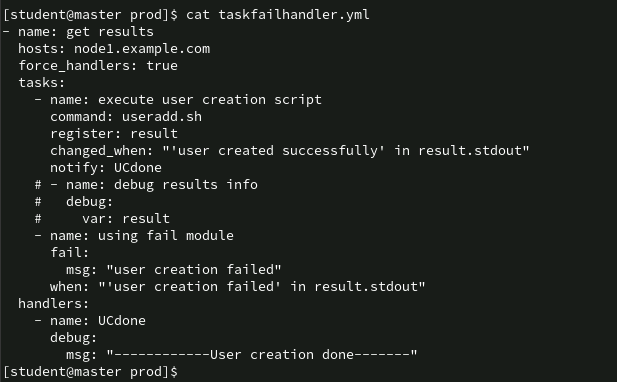 [student@master prod]$ cat taskfailhandler.yml
- name: get results
  hosts: node1.example.com
  force_handlers: true
  tasks:
    - name: execute user creation script
      command: useradd.sh
      register: result
      changed_when: "'user created successfully' in result.stdout"
      notify: UCdone
    # - name: debug results info
    #   debug:
    #     var: result
    - name: using fail module
      fail:
        msg: "user creation failed"
      when: "'user creation failed' in result.stdout"
  handlers:
    - name: UCdone
      debug:
        msg: "------------User creation done-------"
[student@master prod]$